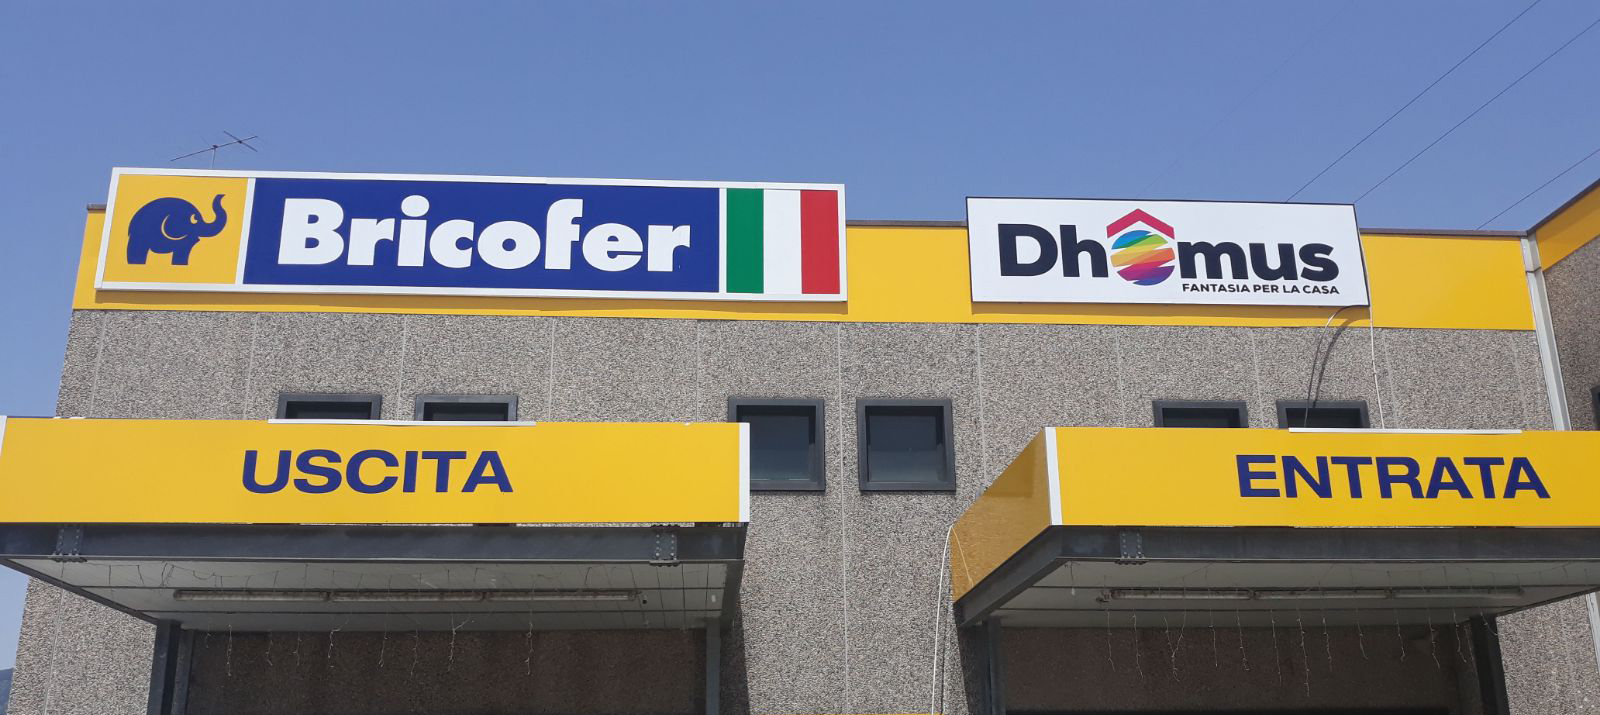 Bricofer
Dhomus
FANTASIA PER LA CASA
USCITA
ENTRATA